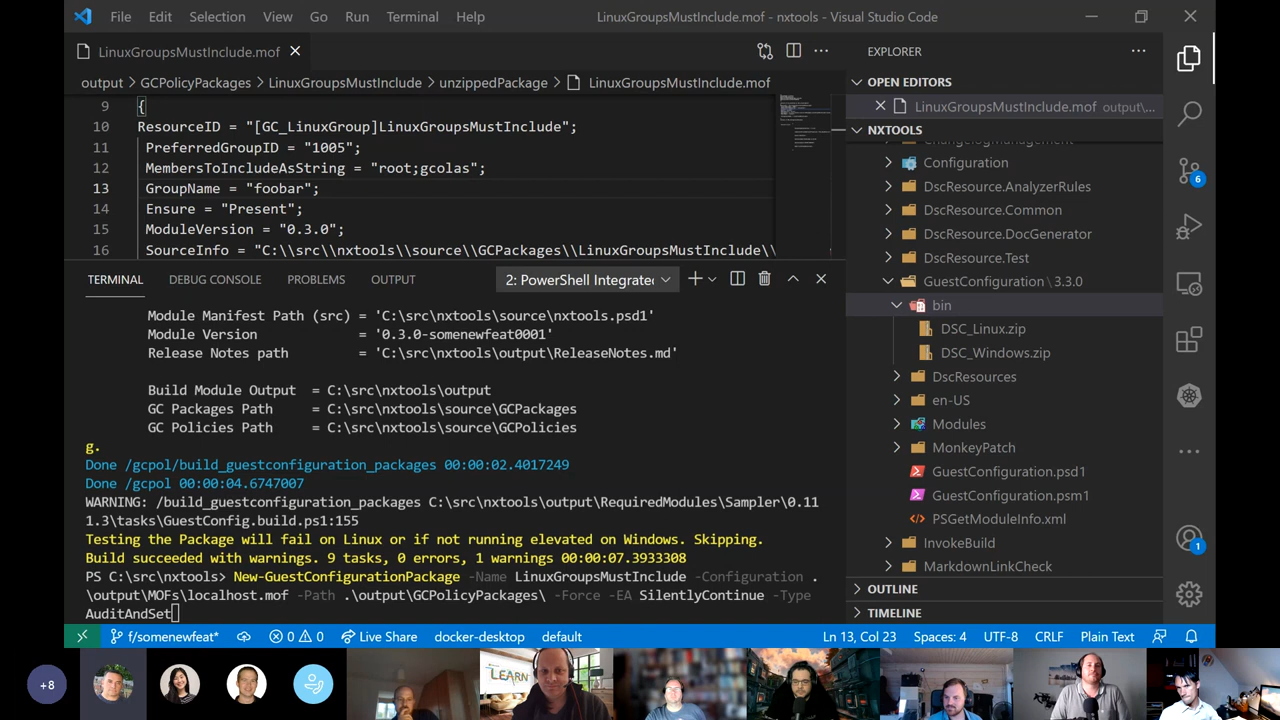 File Edit Selection View Go Run Terminal Help
LinuxGroupsMustInclude.mof - nxtools - Visual Studio Code
LinuxGroupsMustInclude.mof
output > GCPolicyPackages > LinuxGroupsMustInclude > unzippedPackage > LinuxGroupsMustInclude.mof
9 {
10 ResourceID = "[GC_LinuxGroup]linuxGroupsMustInclude";
11 PreferredGroupID = "1005";
12 MembersToIncludeAsString = "root;gcolas";
13 GroupName = "foobar";
14 Ensure = "Present";
15 ModuleVersion = "0.3.0";
16 SourceInfo = "C:\\src\\nxtools\\source\\GCPackages\\LinuxGroupsMustInclude\\
TERMINAL DEBUG CONSOLE PROBLEMS OUTPUT
2: PowerShell Integrated
Module Manifest Path (src) = 'C:\src\nxtools\source\nxtools.psd1'
Module Version = '0.3.0-somenewfeat0001'
Release Notes path = 'C:\src\nxtools\output\ReleaseNotes.md'
Build Module Output = C:\src\nxtools\output
GC Packages Path = C:\src\nxtools\source\GCPackages
GC Policies Path = C:\src\nxtools\source\GCPolicies
g.
Done /gcpol/build_guestconfiguration_packages 00:00:02.4017249
Done /gcpol 00:00:04.6747007
WARNING: /build_guestconfiguration_packages C:\src\nxtools\output\RequiredModules\Sampler\0.11
1.3\tasks\GuestConfig.build.ps1:155
Testing the Package will fail on Linux or if not running elevated on Windows. Skipping.
Build succeeded with warnings. 9 tasks, 0 errors, 1 warnings 00:00:07.3933308
PS C:\src\nxtools> New-GuestConfigurationPackage -Name LinuxGroupsMustInclude -Configuration .
\output\MOFs\localhost.mof -Path .\output\GCPolicyPackages\ -Force -EA SilentlyContinue -Type
AuditAndSet
EXPLORER
OPEN EDITORS
LinuxGroupsMustInclude.mof output\...
NXTOOLS
ChangelogManagement
Configuration
DscResource.AnalyzerRules
DscResource.Common
DscResource.DocGenerator
DscResource.Test
GuestConfiguration \ 3.3.0
bin
DSC_Linux.zip
DSC_Windows.zip
DscResources
en-US
Modules
MonkeyPatch
GuestConfiguration.psd1
GuestConfiguration.psm1
PSGetModuleInfo.xml
InvokeBuild
MarkdownLinkCheck
OUTLINE
TIMELINE
6
1
f/somenewfeat* 0 0 Live Share docker-desktop default
Ln 13, Col 23 Spaces: 4 UTF-8 CRLF Plain Text
+8
LEARN